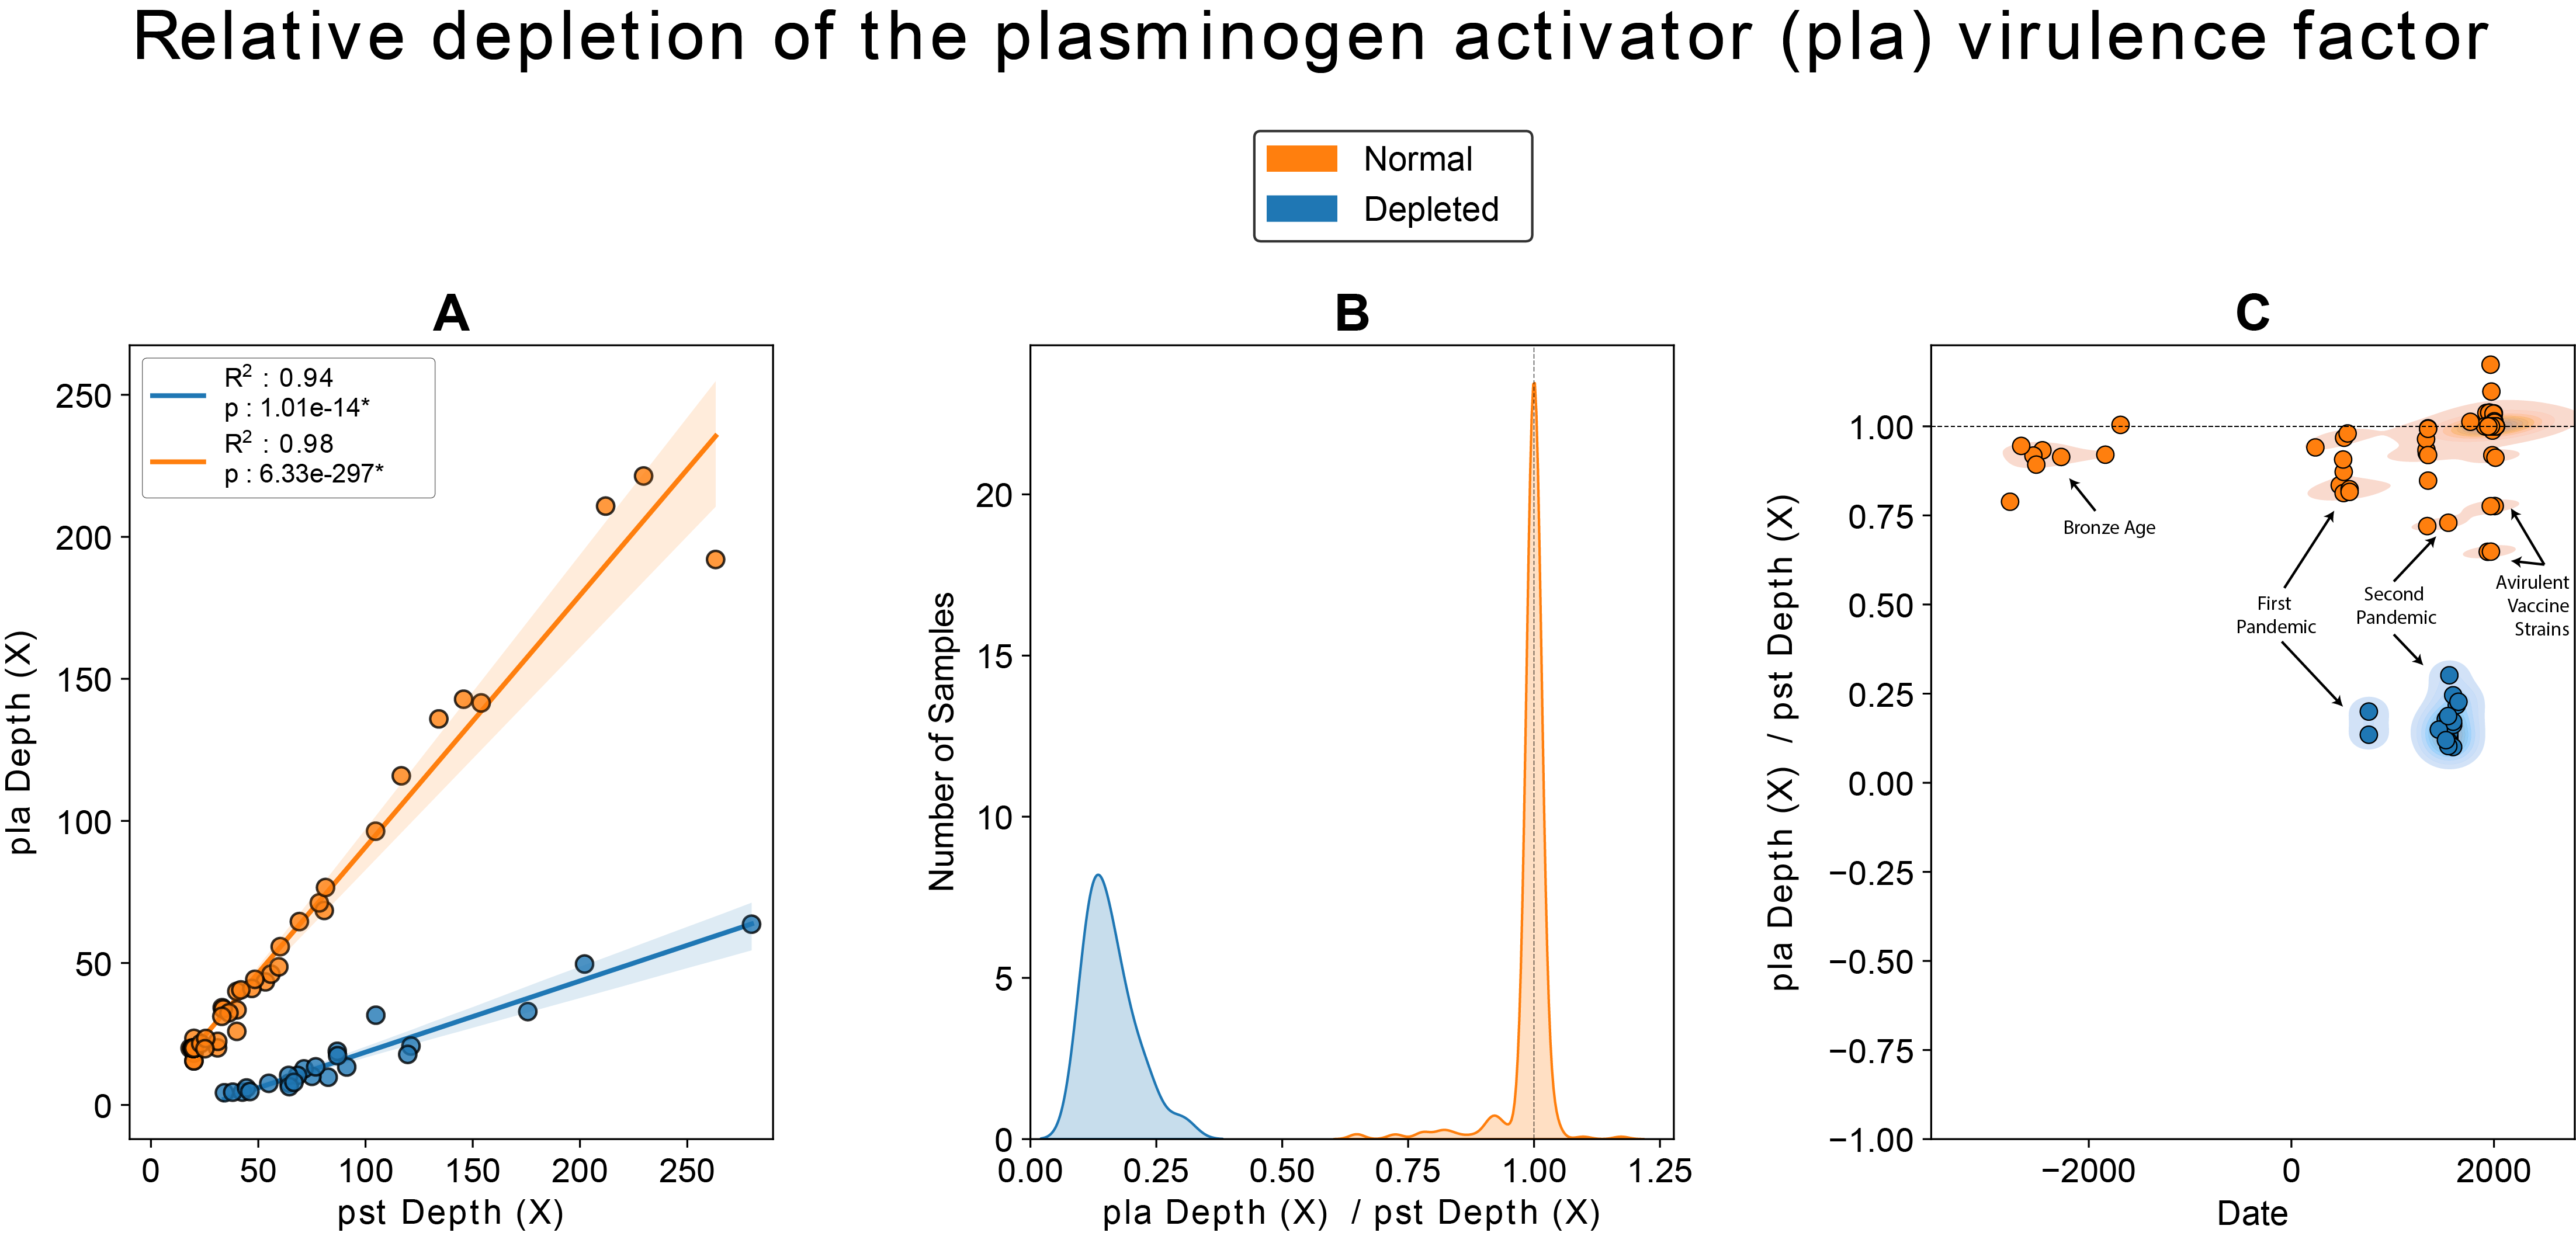 Relative depletion of the plasminogen activator (pla) virulence factor
Normal
Depleted
A
R² : 0.94
p : 1.01e-14*
R² : 0.98
p : 6.33e-297*
250
200
150
100
50
0
pla Depth (X)
0 50 100 150 200 250
pst Depth (X)
B
20
15
10
5
0
Number of Samples
0.00 0.25 0.50 0.75 1.00 1.25
pla Depth (X) / pst Depth (X)
C
1.00
0.75
0.50
0.25
0.00
−0.25
−0.50
−0.75
−1.00
pla Depth (X) / pst Depth (X)
Bronze Age
First
Pandemic
Second
Pandemic
Avirulent
Vaccine
Strains
−2000 0 2000
Date